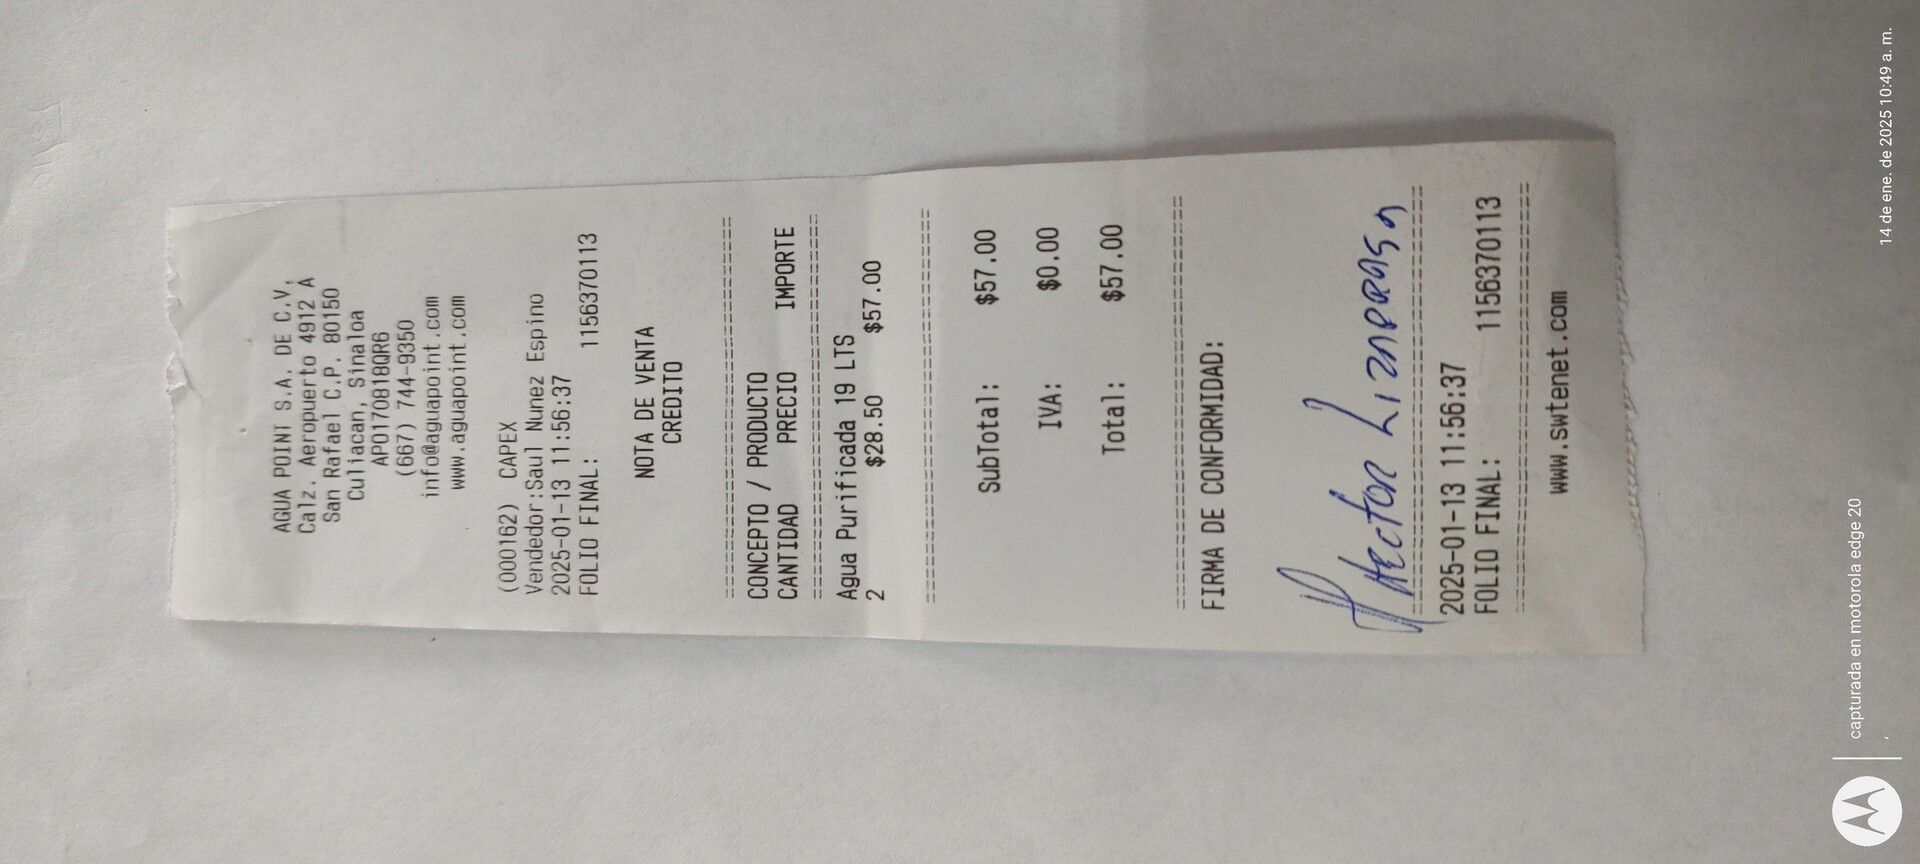 AGUA POINT S.A. DE C.V.
Calz. Aeropuerto 4912 A
San Rafael C.P. 80150
Culiacan, Sinaloa
APO170818QR6
(667) 744-9350
info@aguapoint.com
www.aguapoint.com
(000162) CAPEX
Vendedor:Saul Nunez Espino
2025-01-13 11:56:37
FOLIO FINAL: 1156370113
NOTA DE VENTA
CREDITO
CONCEPTO / PRODUCTO
CANTIDAD PRECIO IMPORTE
Agua Purificada 19 LTS
2 $28.50 $57.00
SubTotal: $57.00
IVA: $0.00
Total: $57.00
FIRMA DE CONFORMIDAD:
Hector Lizarraga
2025-01-13 11:56:37
FOLIO FINAL: 1156370113
www.swtenet.com
capturada en motorola edge 20
14 de ene. de 2025 10:49 a. m.